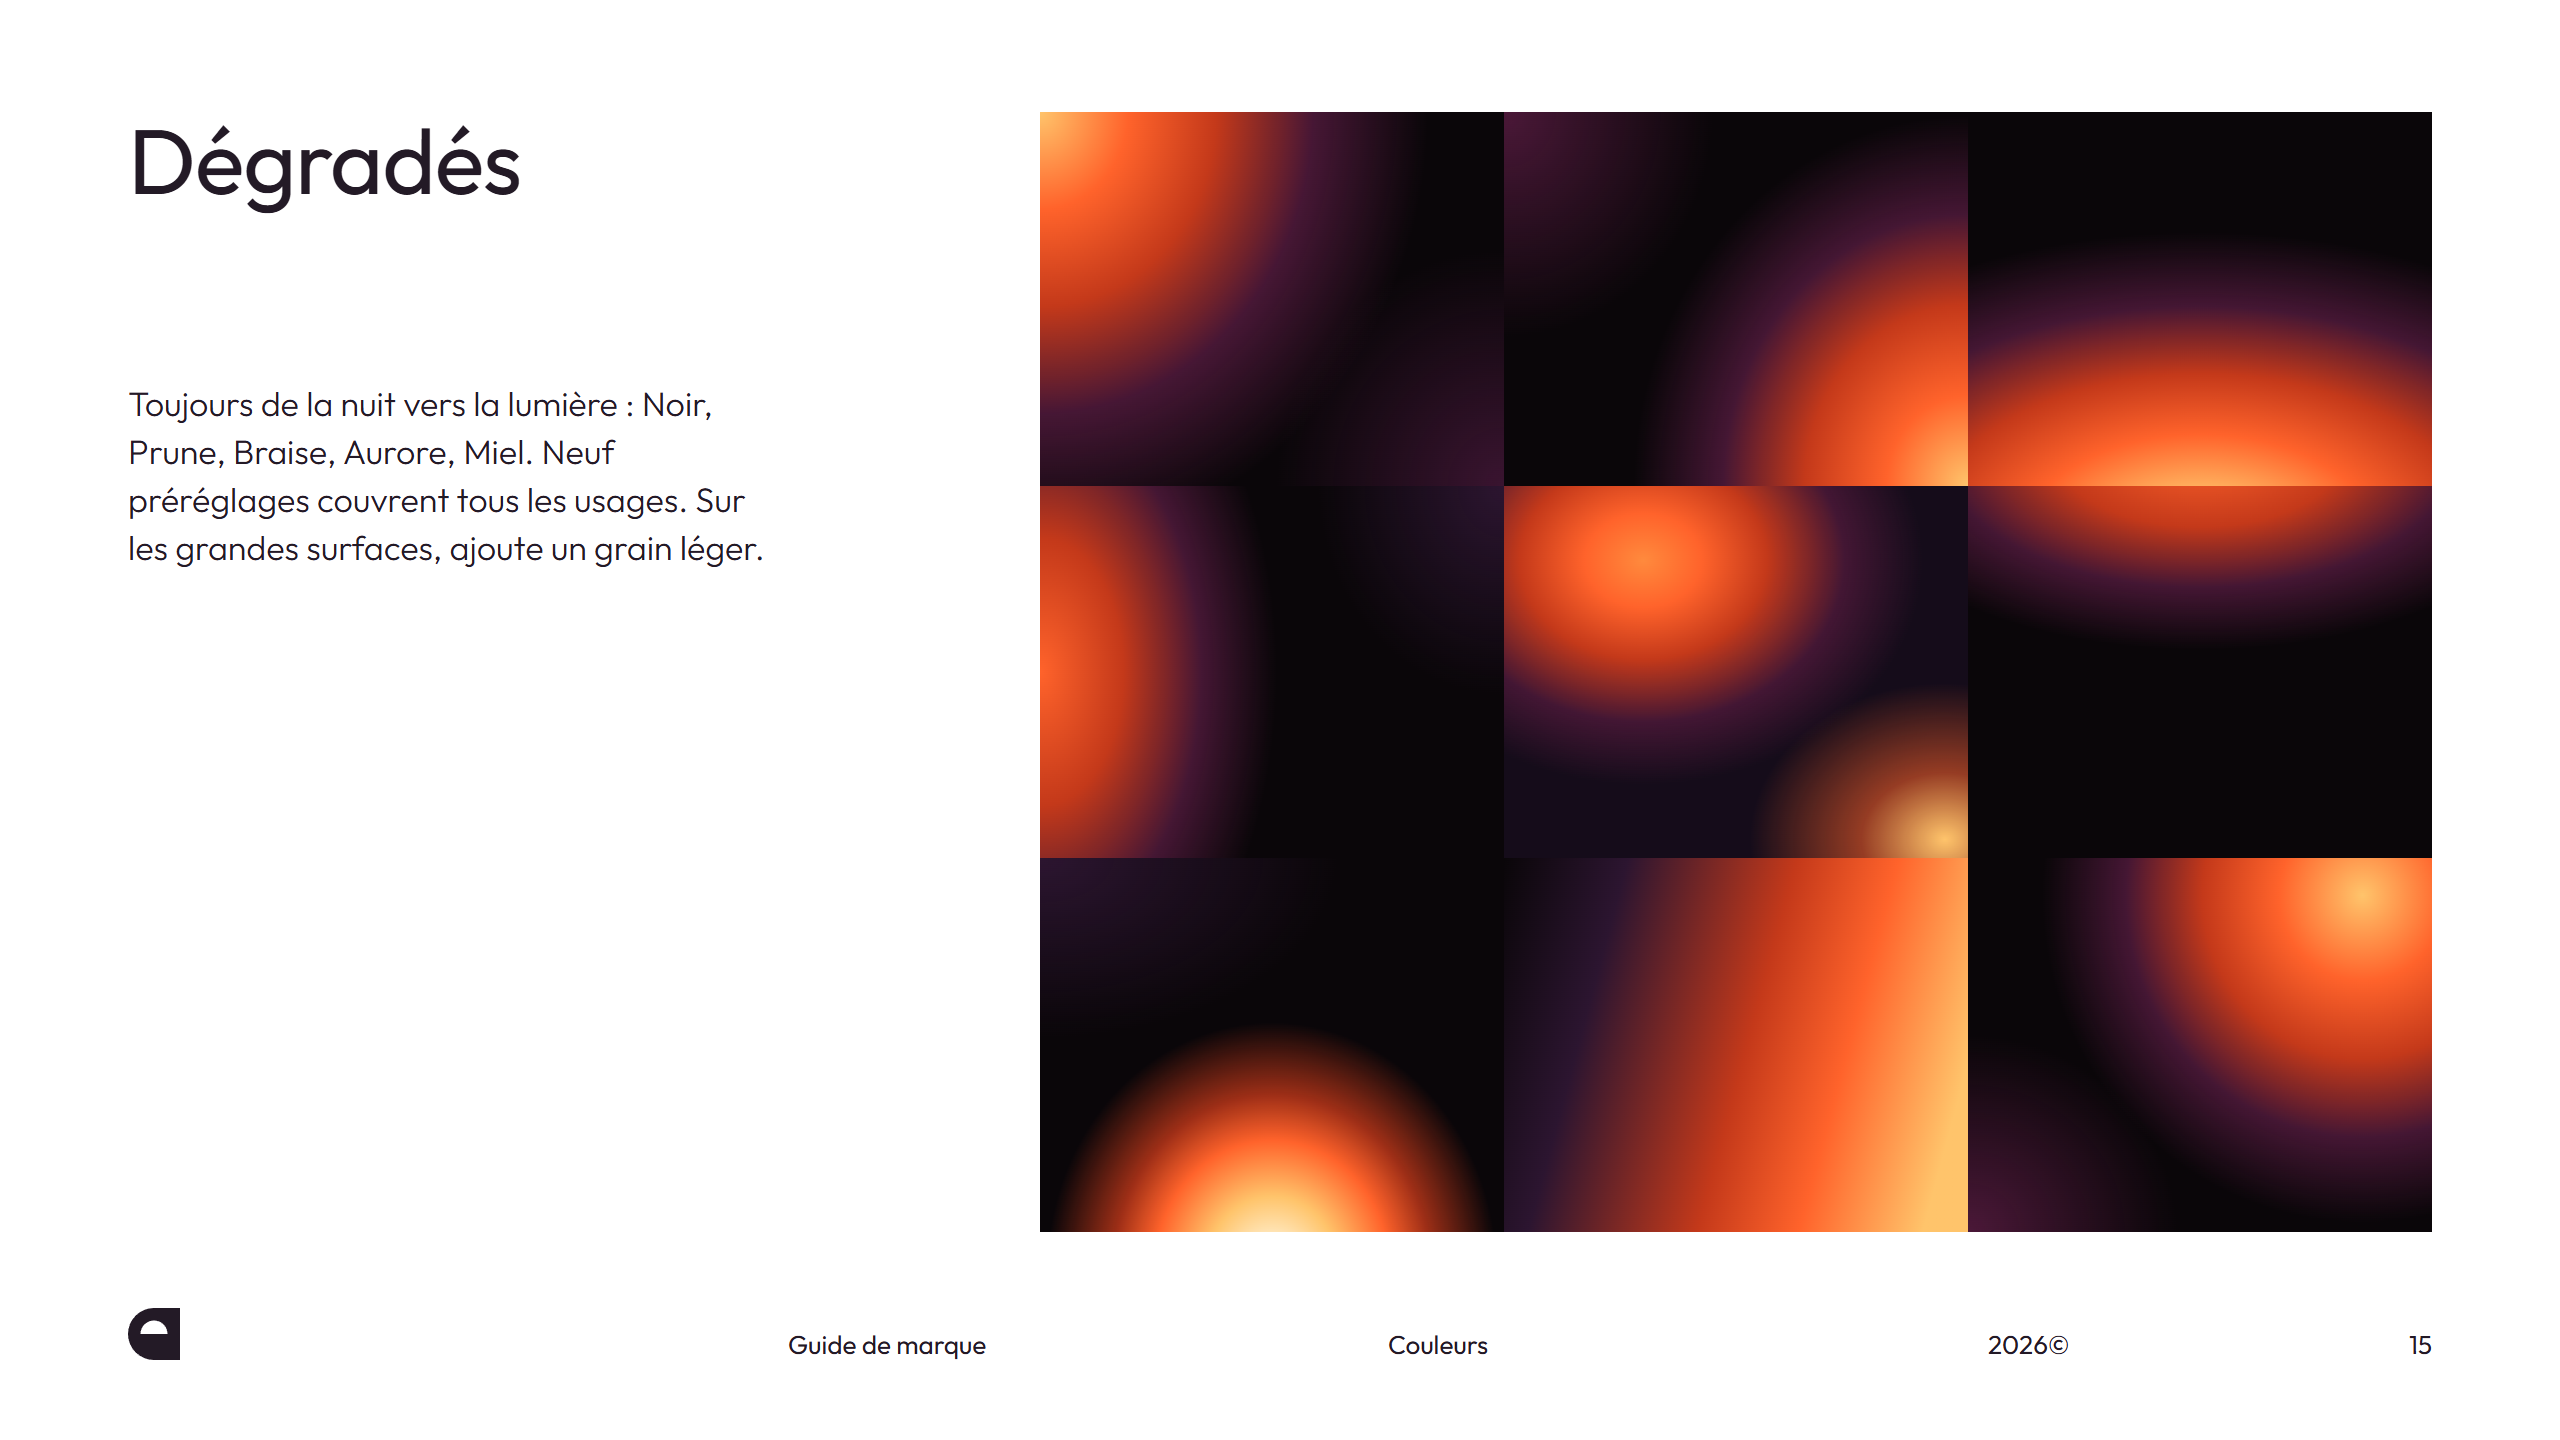 Dégradés
Toujours de la nuit vers la lumière : Noir,
Prune, Braise, Aurore, Miel. Neuf
préréglages couvrent tous les usages. Sur
les grandes surfaces, ajoute un grain léger.
Guide de marque
Couleurs
2026©
15